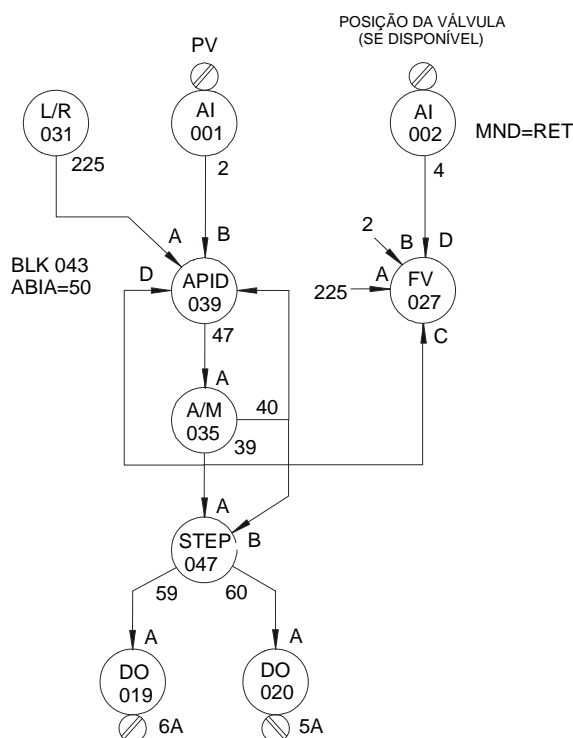 PV
POSIÇÃO DA VÁLVULA
(SE DISPONÍVEL)
L/R
031
AI
001
AI
002
MND=RET
225
2
4
A
B
2
B
D
BLK 043
ABIA=50
D
APID
039
225
A
FV
027
47
C
A
A/M
035
40
39
A
STEP
047
B
59
60
A
A
DO
019
DO
020
6A
5A